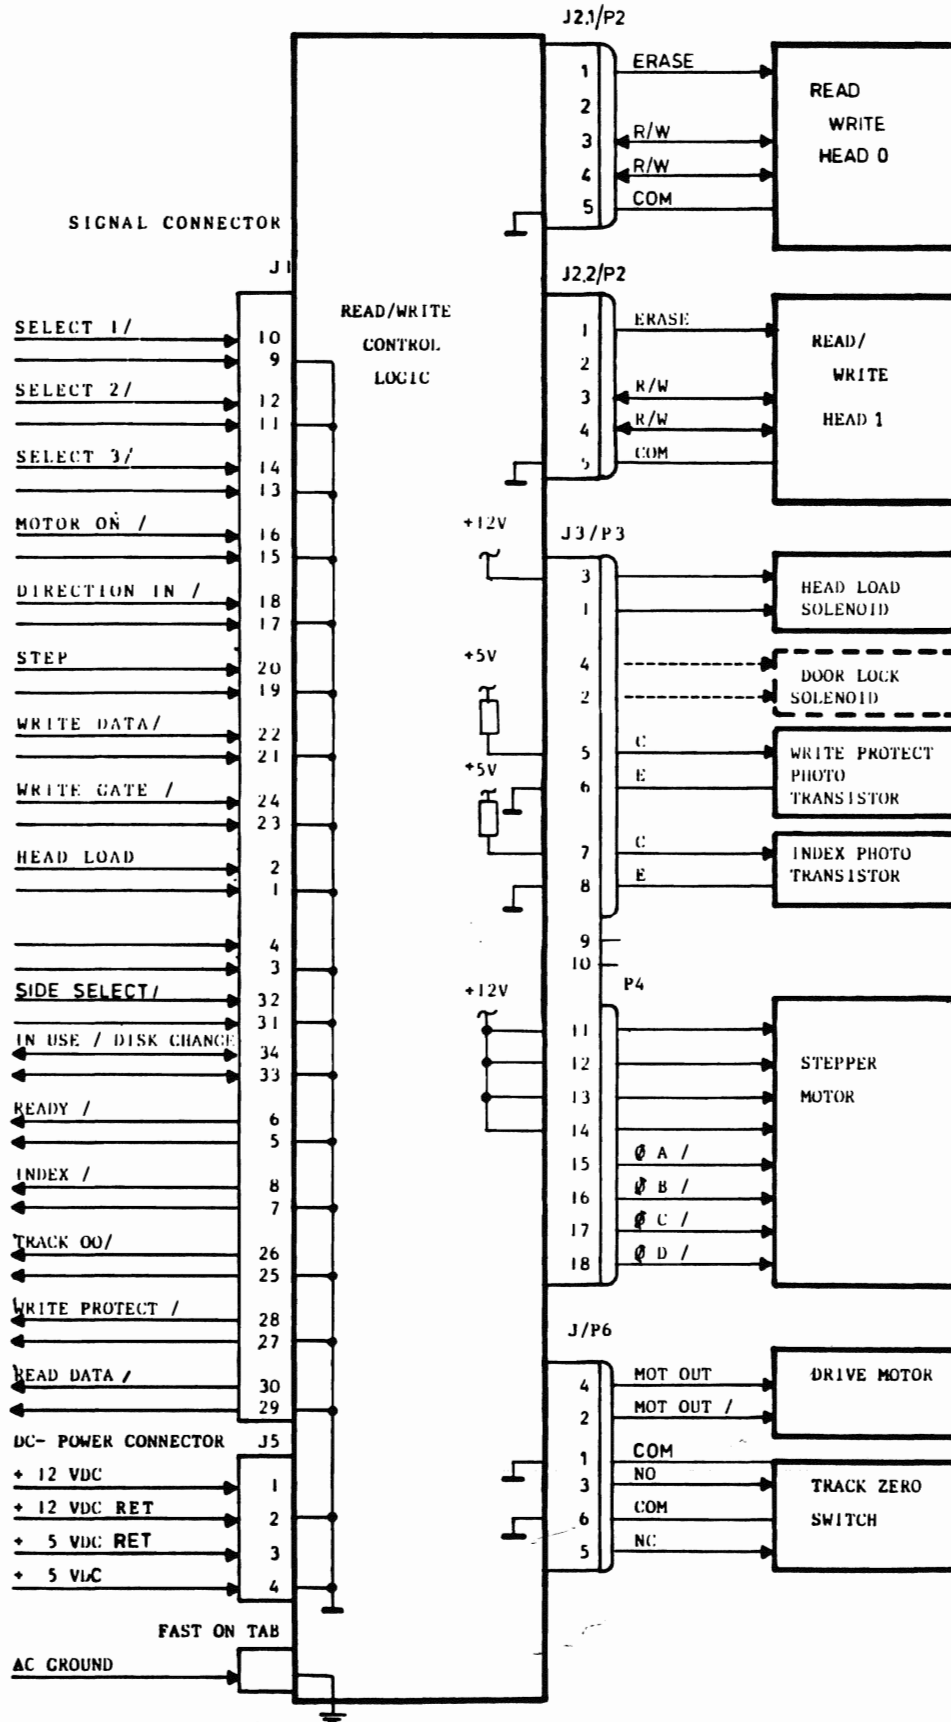 J2.1/P2
1 ERASE
2
3 R/W
4 R/W
5 COM
READ
WRITE
HEAD 0
SIGNAL CONNECTOR
J1
READ/WRITE
CONTROL
LOGIC
J2.2/P2
1 ERASE
2
3 R/W
4 R/W
5 COM
READ/
WRITE
HEAD 1
SELECT 1/
10
9
SELECT 2/
12
11
SELECT 3/
14
13
MOTOR ON /
16
15
DIRECTION IN /
18
17
STEP
20
19
WRITE DATA/
22
21
WRITE GATE /
24
23
HEAD LOAD
2
1
4
3
SIDE SELECT/
32
31
IN USE / DISK CHANGE
34
33
READY /
6
5
INDEX /
8
7
TRACK OO/
26
25
WRITE PROTECT /
28
27
READ DATA /
30
29
+12V
J3/P3
3
1
HEAD LOAD
SOLENOID
+5V
4
2
DOOR LOCK
SOLENOID
+5V
5 C
6 E
WRITE PROTECT
PHOTO
TRANSISTOR
7 C
8 E
INDEX PHOTO
TRANSISTOR
9
10
P4
+12V
11
12
13
14
15 Ø A /
16 Ø B /
17 Ø C /
18 Ø D /
STEPPER
MOTOR
J/P6
4 MOT OUT
2 MOT OUT /
DRIVE MOTOR
1 COM
3 NO
6 COM
5 NC
TRACK ZERO
SWITCH
DC- POWER CONNECTOR J5
+ 12 VDC
1
+ 12 VDC RET
2
+ 5 VDC RET
3
+ 5 VDC
4
FAST ON TAB
AC GROUND